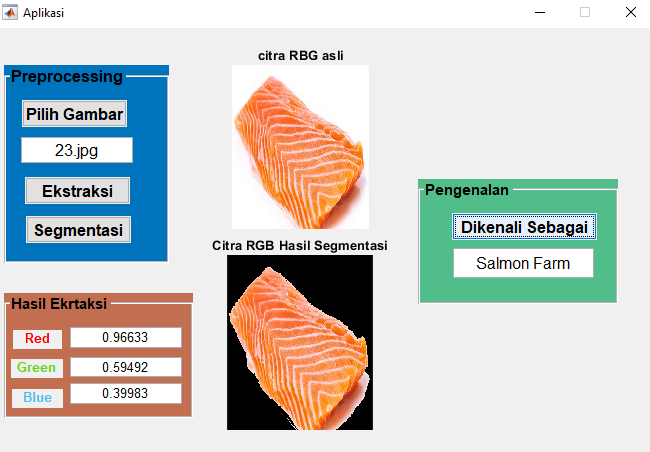 Aplikasi
Preprocessing
Pilih Gambar
23.jpg
Ekstraksi
Segmentasi
citra RBG asli
Citra RGB Hasil Segmentasi
Hasil Ekrtaksi
Red 0.96633
Green 0.59492
Blue 0.39983
Pengenalan
Dikenali Sebagai
Salmon Farm